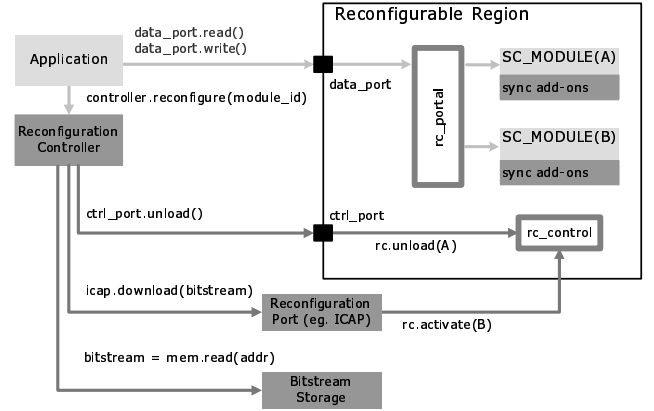 Reconfigurable Region
data_port.read()
data_port.write()
Application
data_port
rc_portal
SC_MODULE(A)
sync add-ons
controller.reconfigure(module_id)
Reconfiguration
Controller
SC_MODULE(B)
sync add-ons
ctrl_port.unload()
ctrl_port
rc.unload(A)
rc_control
icap.download(bitstream)
Reconfiguration
Port (eg. ICAP)
rc.activate(B)
bitstream = mem.read(addr)
Bitstream
Storage